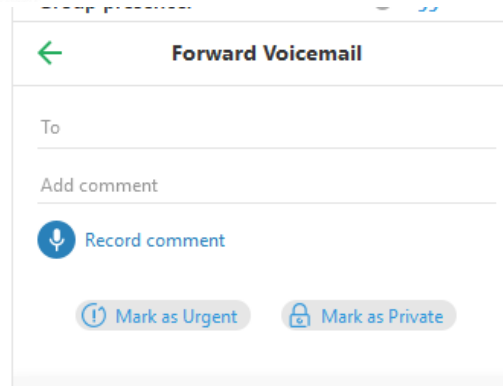 Forward Voicemail
To
Add comment
Record comment
Mark as Urgent
Mark as Private